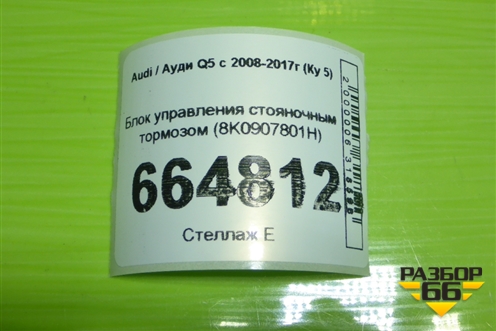 Audi / Ауди Q5 с 2008-2017г (Ку 5)
Блок управления стояночным
тормозом (8K0907801H)
664812
Стеллаж Е
РАЗБОР
66